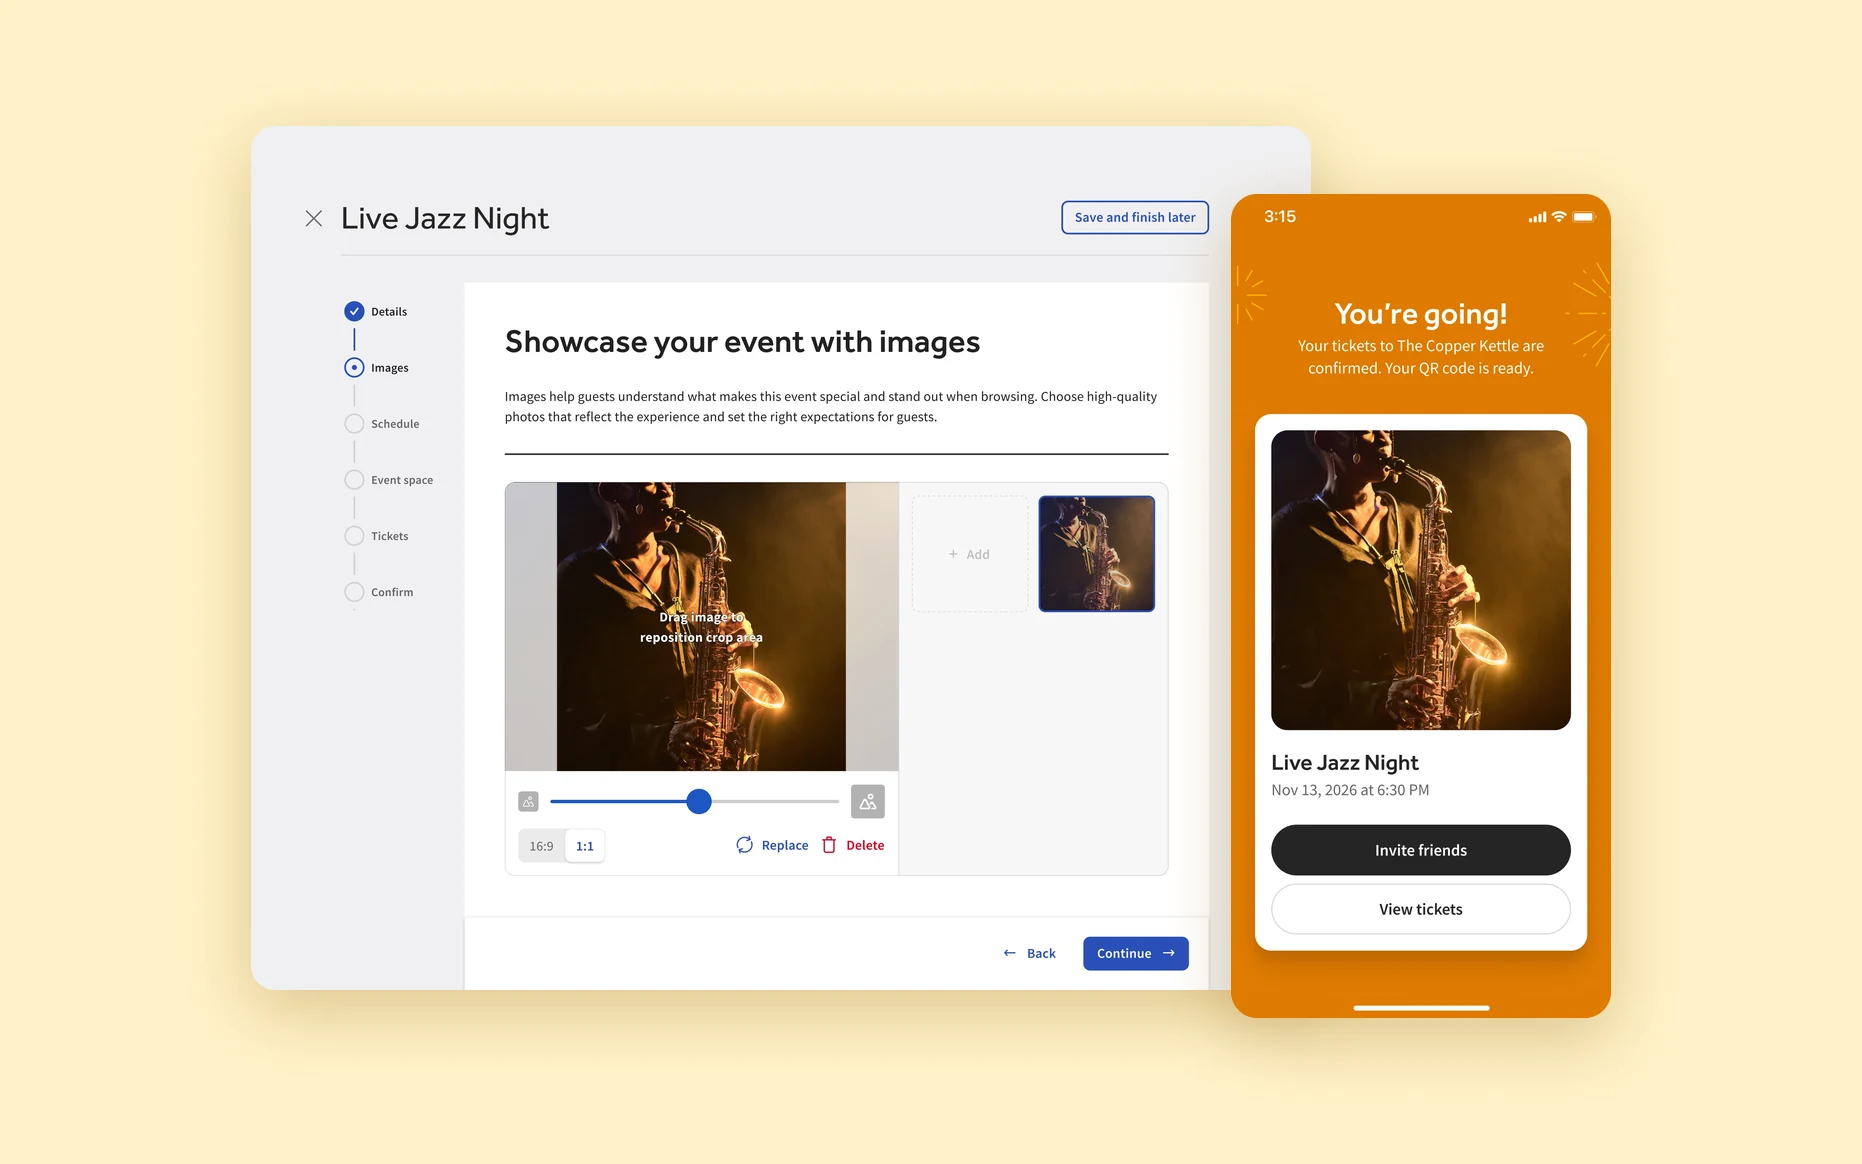 Live Jazz Night
Save and finish later
Details
Images
Schedule
Event space
Tickets
Confirm
Showcase your event with images
Images help guests understand what makes this event special and stand out when browsing. Choose high-quality
photos that reflect the experience and set the right expectations for guests.
Drag image to
reposition crop area
+ Add
16:9
1:1
Replace
Delete
← Back
Continue →
3:15
You're going!
Your tickets to The Copper Kettle are
confirmed. Your QR code is ready.
Live Jazz Night
Nov 13, 2026 at 6:30 PM
Invite friends
View tickets